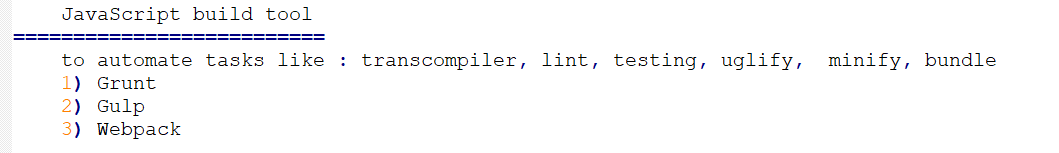 JavaScript build tool
==========================
to automate tasks like : transcompiler, lint, testing, uglify,  minify, bundle
1) Grunt
2) Gulp
3) Webpack